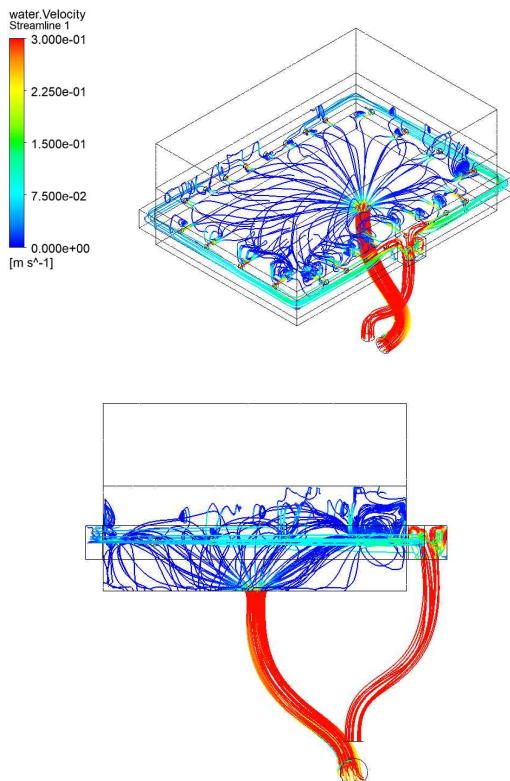 water.Velocity
Streamline 1
3.000e-01
2.250e-01
1.500e-01
7.500e-02
0.000e+00
[m s^-1]